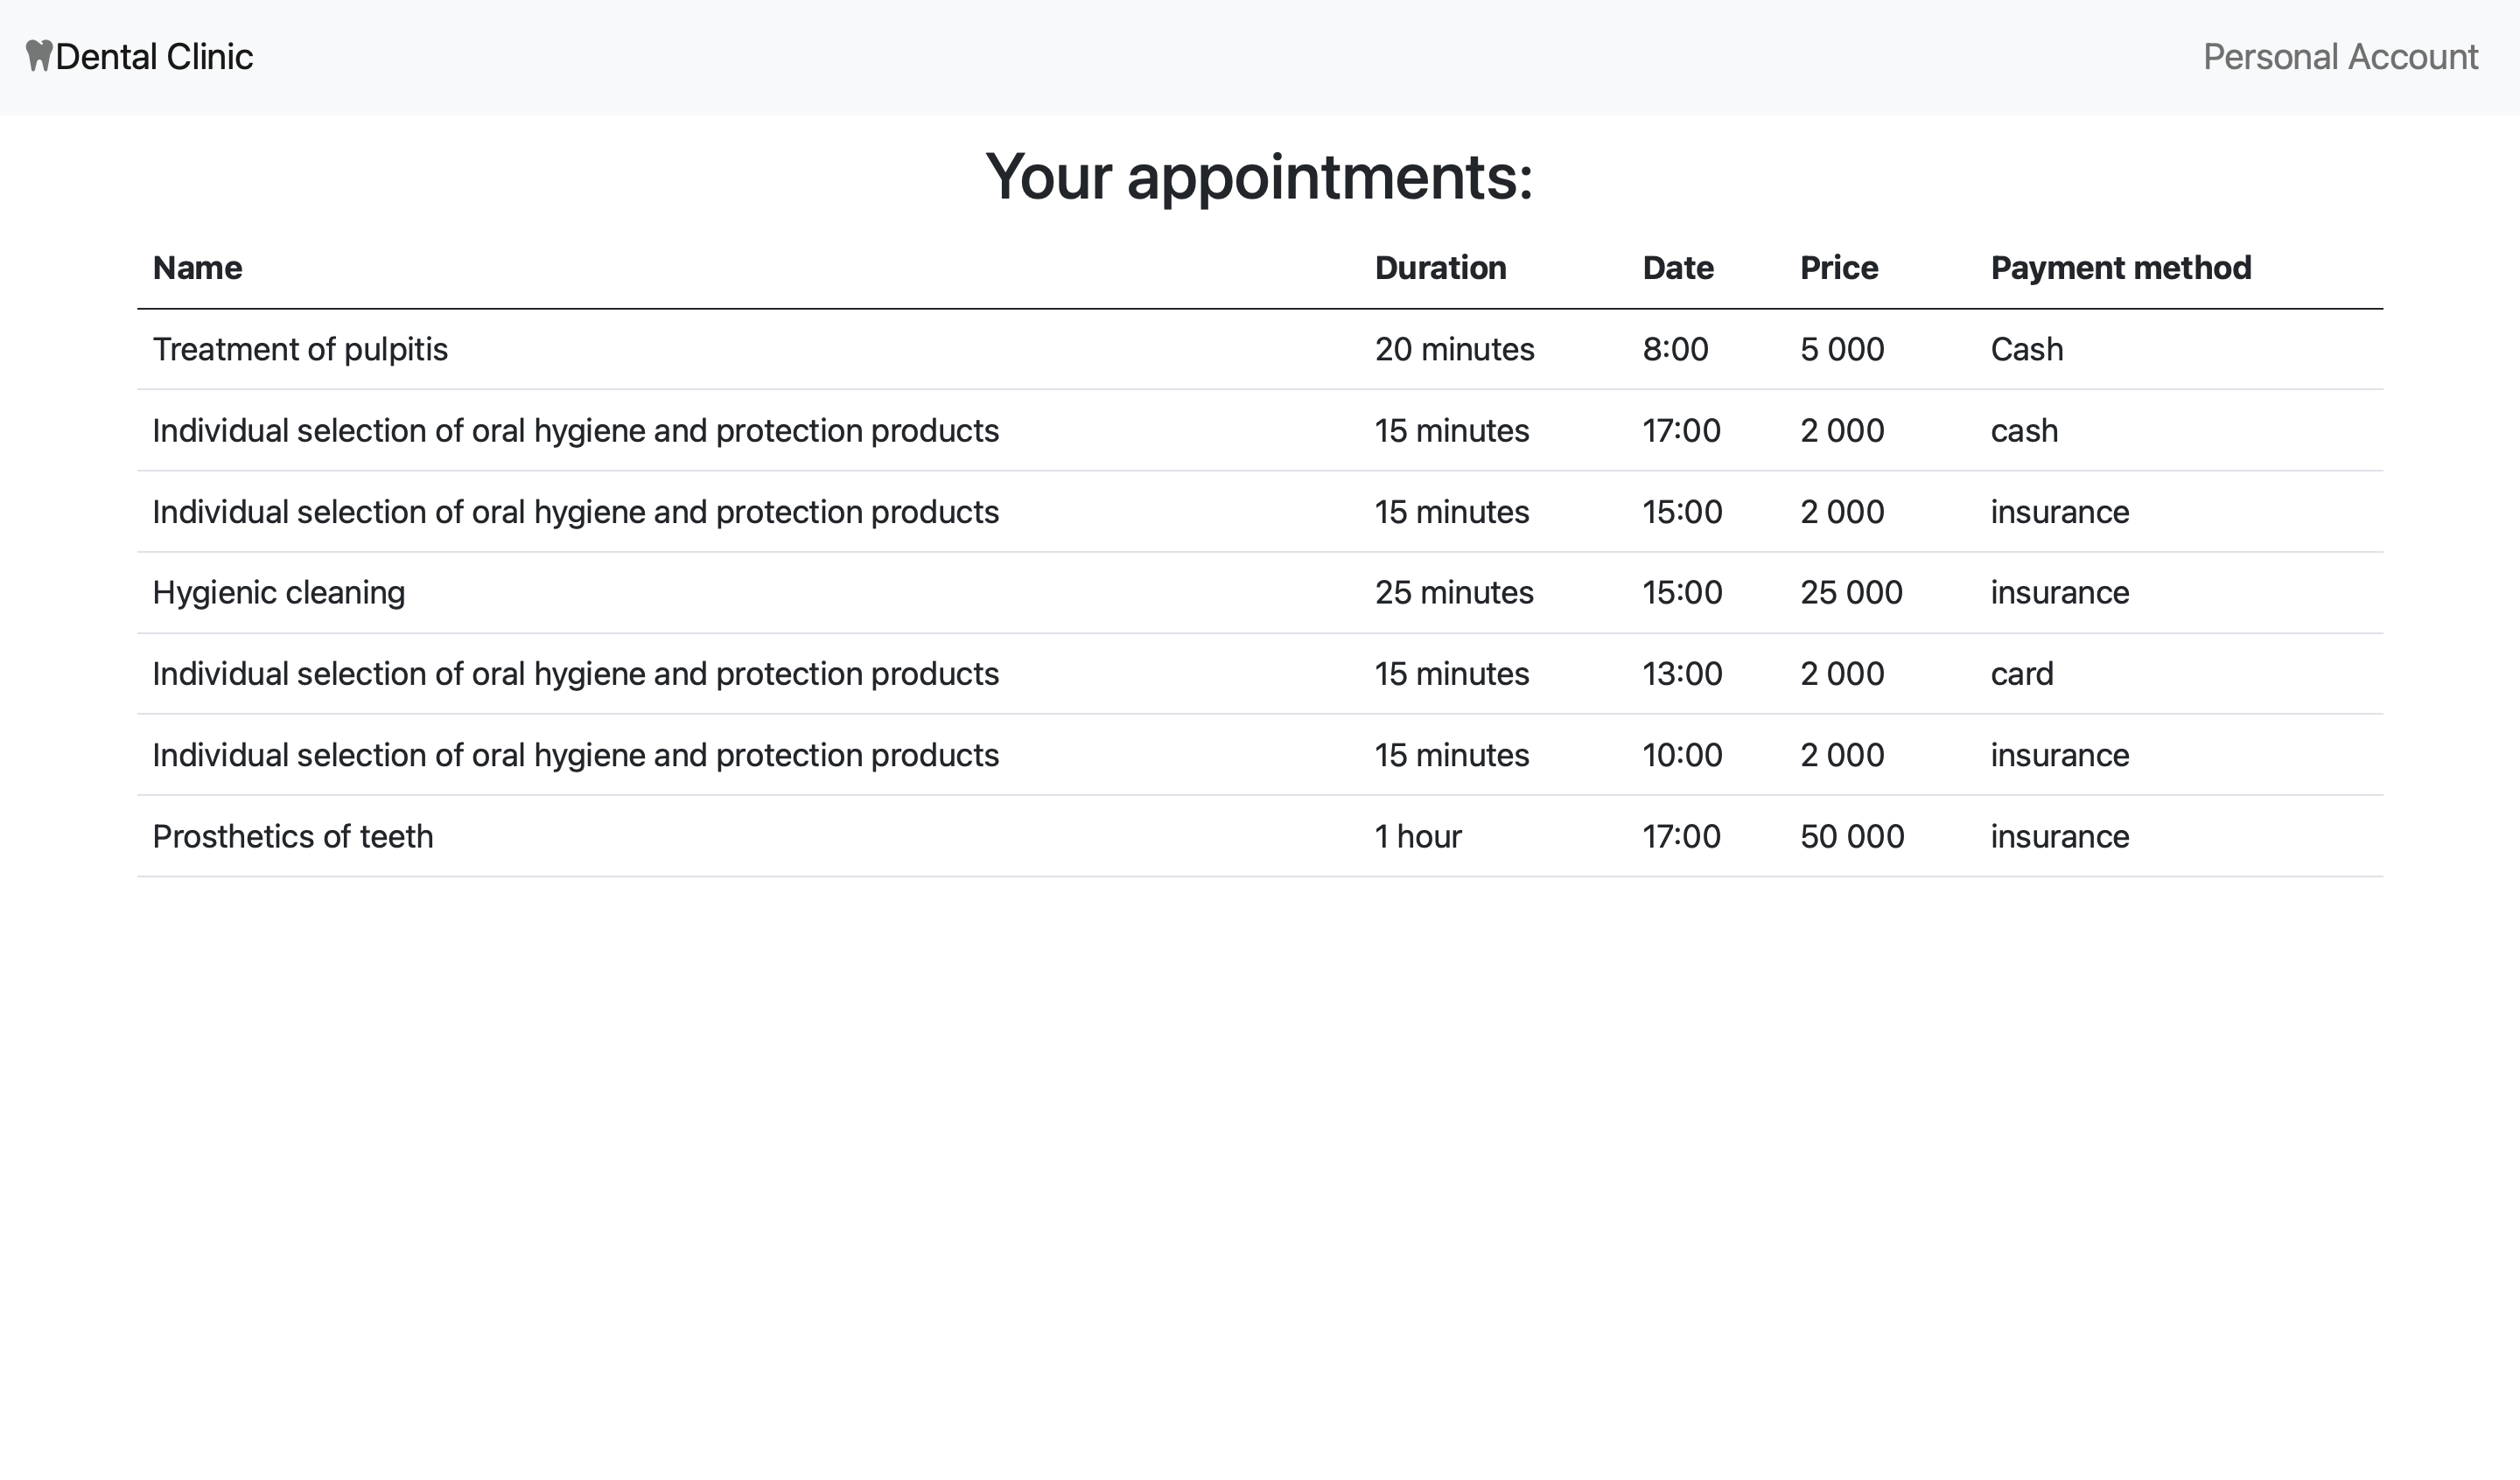 Dental Clinic Personal Account
Your appointments:
Name Duration Date Price Payment method
Treatment of pulpitis 20 minutes 8:00 5 000 Cash
Individual selection of oral hygiene and protection products 15 minutes 17:00 2 000 cash
Individual selection of oral hygiene and protection products 15 minutes 15:00 2 000 insurance
Hygienic cleaning 25 minutes 15:00 25 000 insurance
Individual selection of oral hygiene and protection products 15 minutes 13:00 2 000 card
Individual selection of oral hygiene and protection products 15 minutes 10:00 2 000 insurance
Prosthetics of teeth 1 hour 17:00 50 000 insurance